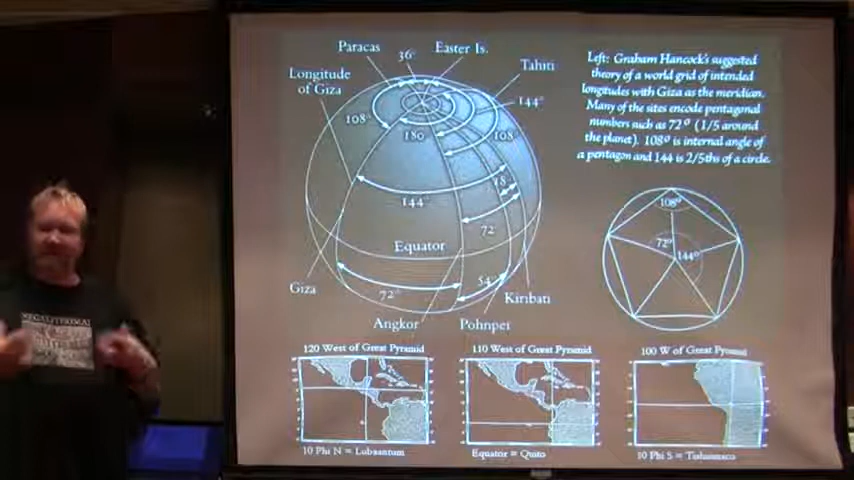 Paracas
36°
Easter Is.
Tahiti
Longitude
of Giza
144°
108°
180
108
144°
78°
72
Equator
72°
54°
Giza
Kiribati
Angkor
Pohnpei
Left: Graham Hancock's suggested
theory of a world grid of intended
longitudes with Giza as the meridian.
Many of the sites encode pentagonal
numbers such as 72° (1/5 around
the planet). 108° is internal angle of
a pentagon and 144 is 2/5ths of a circle.
108°
72°
144°
120 West of Great Pyramid
10 Phi N = Lubaantum
110 West of Great Pyramid
Equator = Quito
100 W of Great Pyramid
10 Phi S = Tiahuanaco
MEGALITHOMANIA